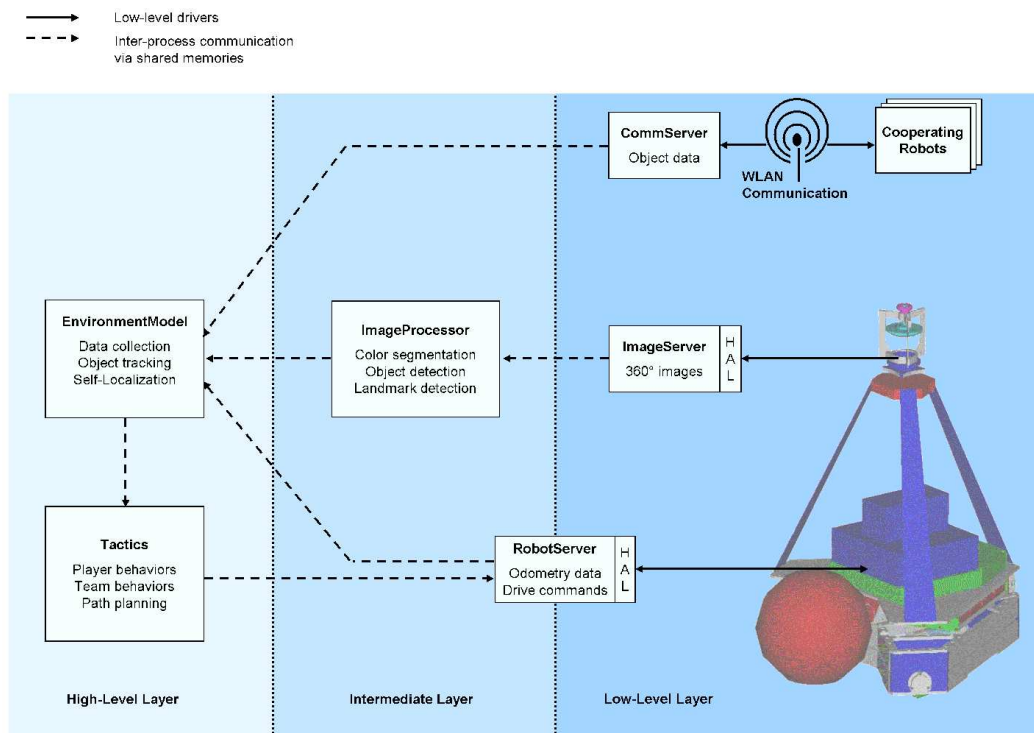 Low-level drivers
Inter-process communication
via shared memories
CommServer
Object data
WLAN
Communication
Cooperating
Robots
EnvironmentModel
Data collection
Object tracking
Self-Localization
ImageProcessor
Color segmentation
Object detection
Landmark detection
ImageServer
360° images
H
A
L
Tactics
Player behaviors
Team behaviors
Path planning
RobotServer
Odometry data
Drive commands
H
A
L
High-Level Layer
Intermediate Layer
Low-Level Layer